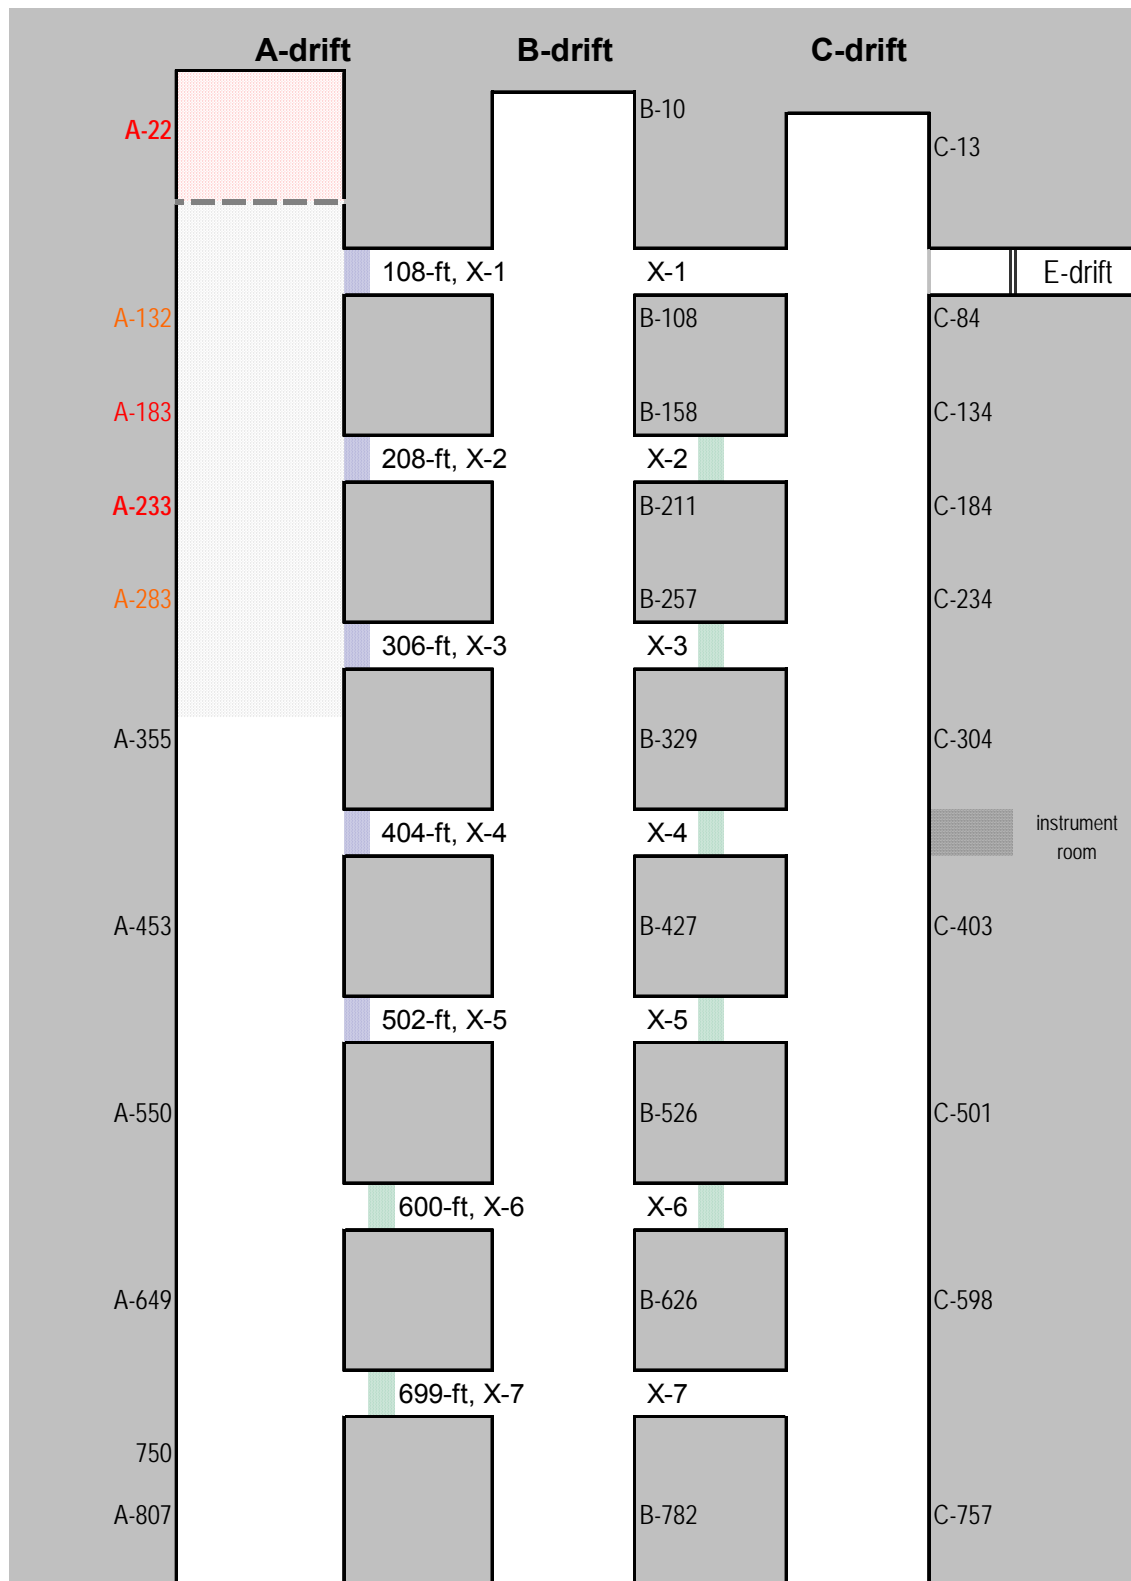 A-drift B-drift C-drift
B-10
A-22
C-13
108-ft, X-1 X-1 E-drift
A-132 B-108 C-84
A-183 B-158 C-134
208-ft, X-2 X-2
A-233 B-211 C-184
A-283 B-257 C-234
306-ft, X-3 X-3
A-355 B-329 C-304
instrument
room
404-ft, X-4 X-4
A-453 B-427 C-403
502-ft, X-5 X-5
A-550 B-526 C-501
600-ft, X-6 X-6
A-649 B-626 C-598
699-ft, X-7 X-7
750
A-807 B-782 C-757